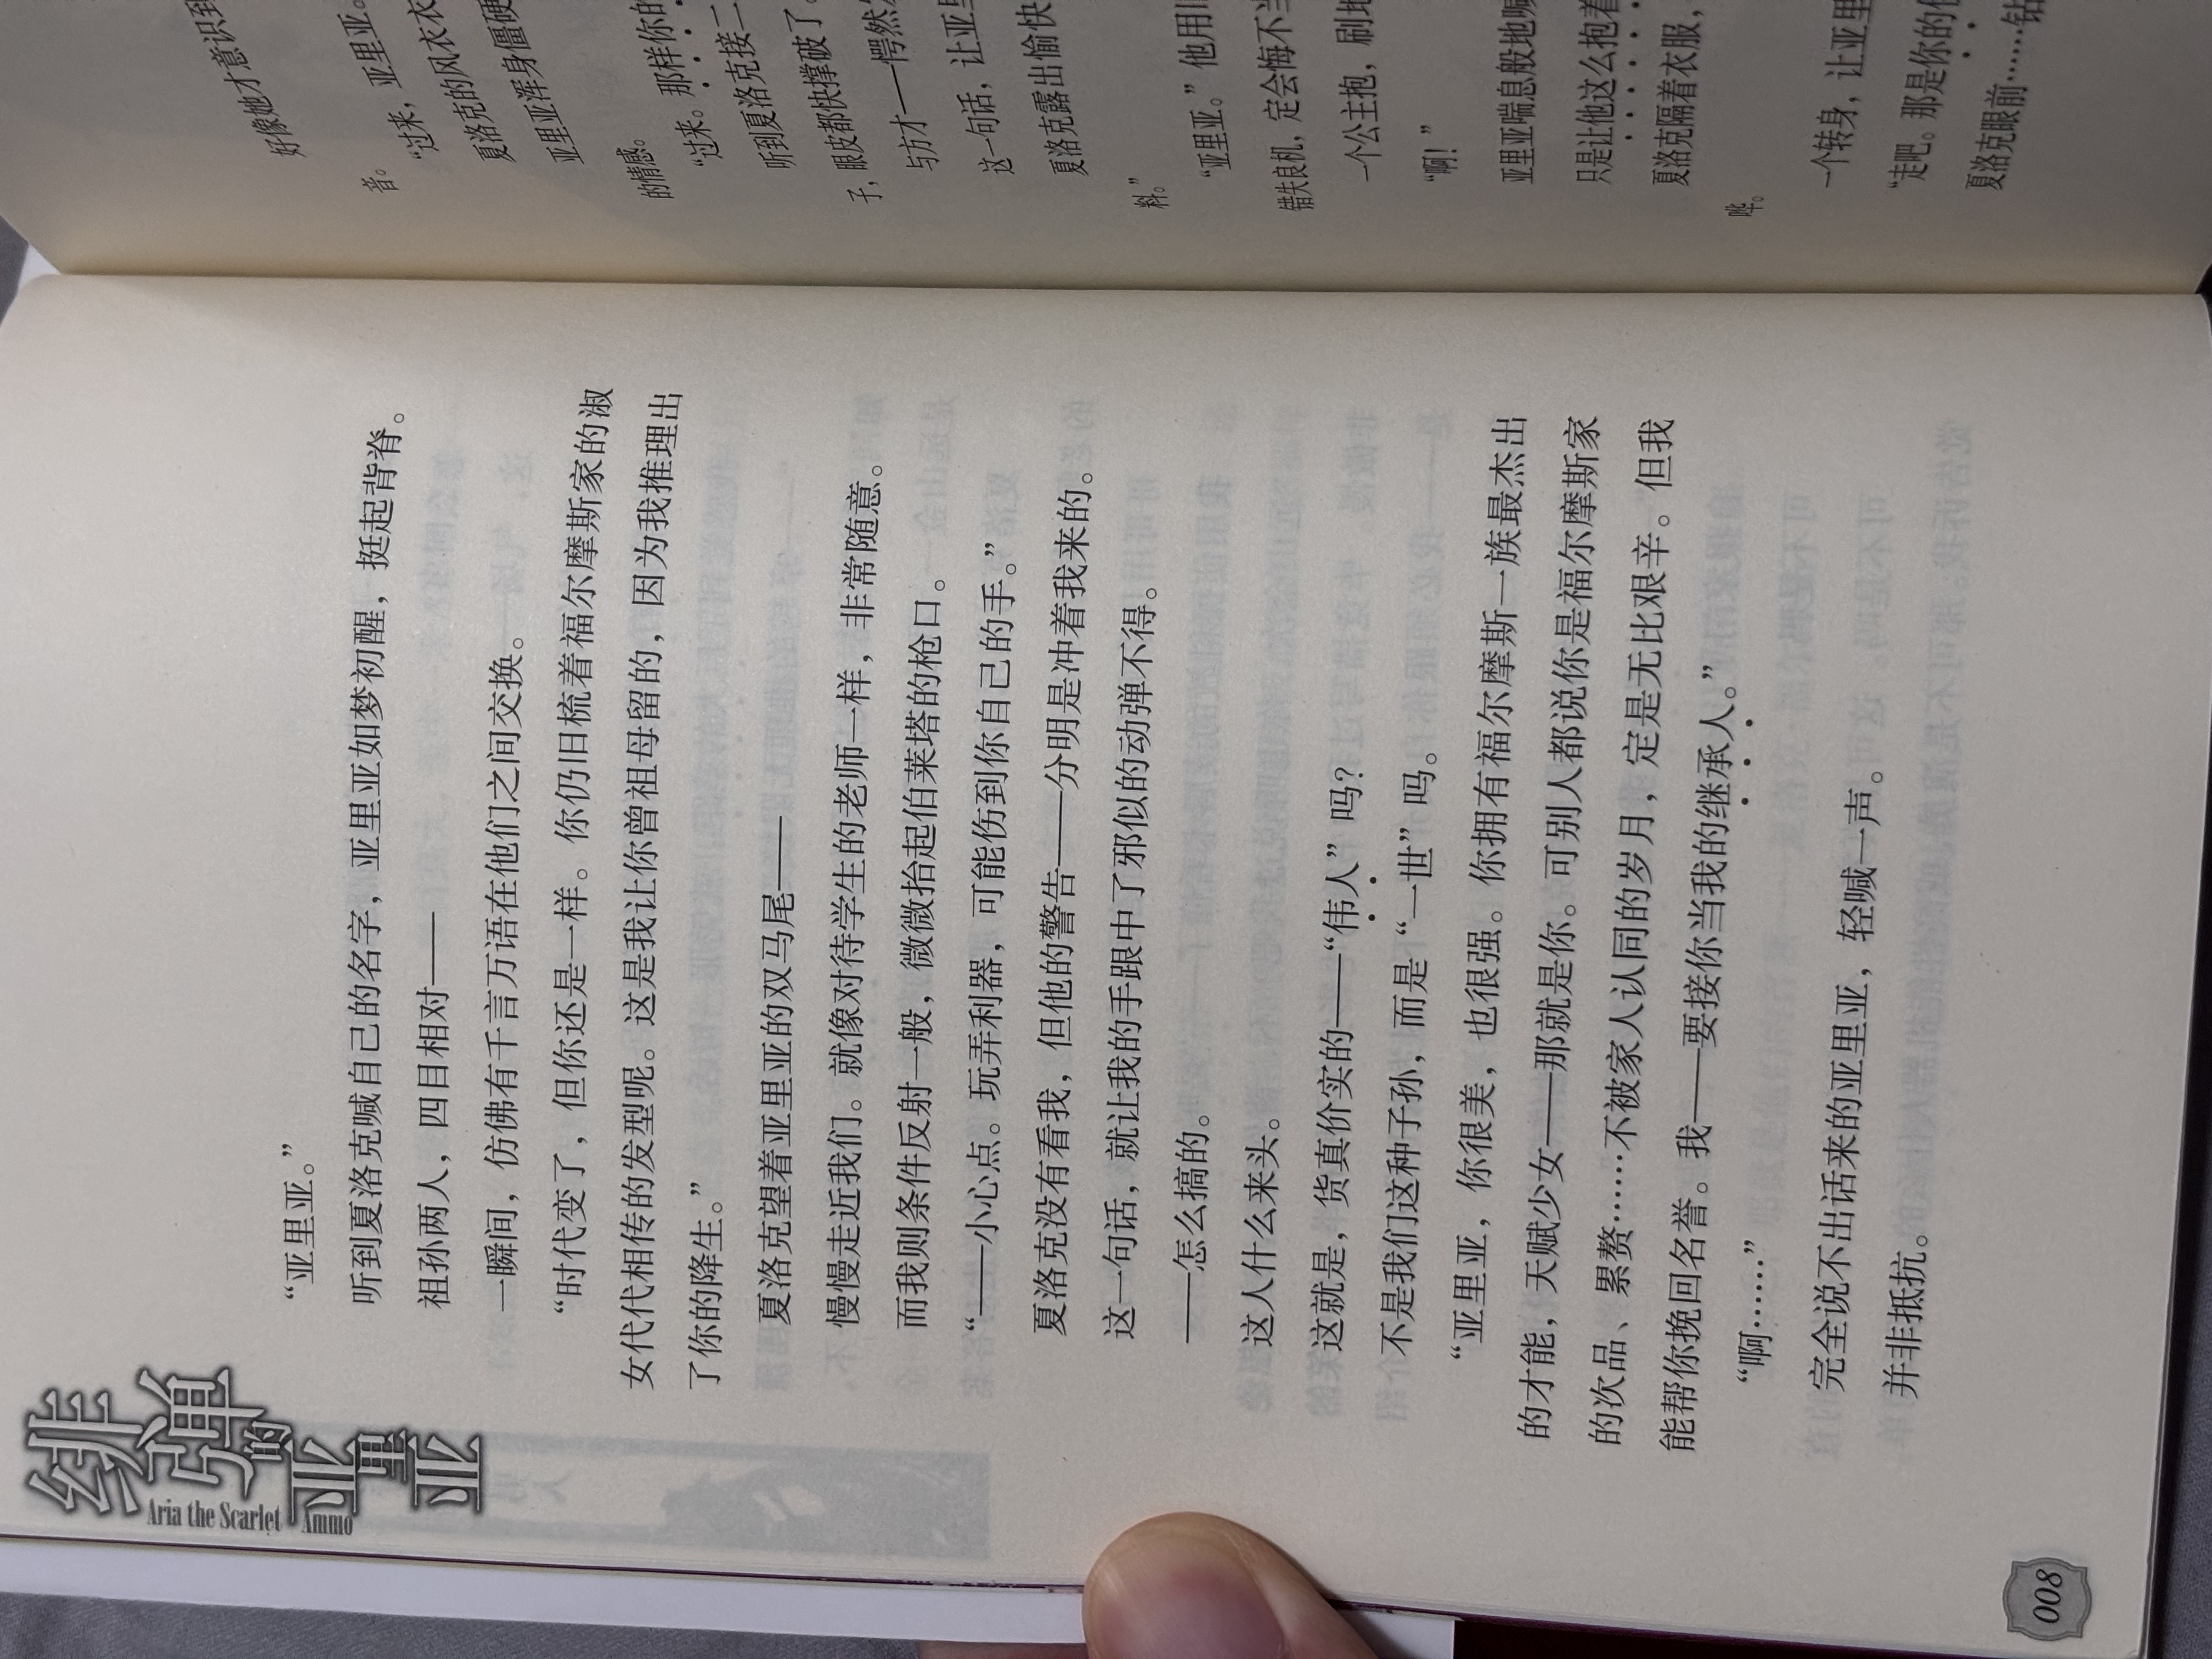 绯弹的亚里亚
Aria the Scarlet Ammo
“亚里亚。”
听到夏洛克喊自己的名字，亚里亚如梦初醒，挺起背脊。
祖孙两人，四目相对——
一瞬间，仿佛有千言万语在他们之间交换。
“时代变了，但你还是一样。你仍旧梳着福尔摩斯家的淑
女代代相传的发型呢。这是我让你曾祖母留的，因为我推理出
了你的降生。”
夏洛克望着亚里亚的双马尾——
慢慢走近我们。就像对待学生的老师一样，非常随意。
而我则条件反射一般，微微抬起伯莱塔的枪口。
“——小心点。玩弄利器，可能伤到你自己的手。”
夏洛克没有看我，但他的警告——分明是冲着我来的。
这一句话，就让我的手跟中了邪似的动弹不得。
——怎么搞的。
这人什么来头。
这就是，货真价实的——“伟人”吗？
不是我们这种子孙，而是“一世”吗。
“亚里亚，你很美，也很强。你拥有福尔摩斯一族最杰出
的才能，天赋少女——那就是你。可别人都说你是福尔摩斯家
的次品、累赘……不被家人认同的岁月，定是无比艰辛。但我
能帮你挽回名誉。我——要接你当我的继承人。”
“啊……”
完全说不出话来的亚里亚，轻喊一声。
并非抵抗。
008
好像她才意识到
音。
“过来，亚里亚。
夏洛克的风衣衣
亚里亚浑身僵硬
的情感。
“过来。那样你的
听到夏洛克接二
子，眼皮都快撑破了。
与方才——愕然
这一句话，让亚里
夏洛克露出愉快
料。”
“亚里亚。”他用
错失良机，定会悔不当
一个公主抱，刷地
“啊！”
亚里亚喘息般地喊
只是让他这么抱着
夏洛克隔着衣服，
哗。
一个转身，让亚里
“走吧。那是你的
夏洛克眼前……钻